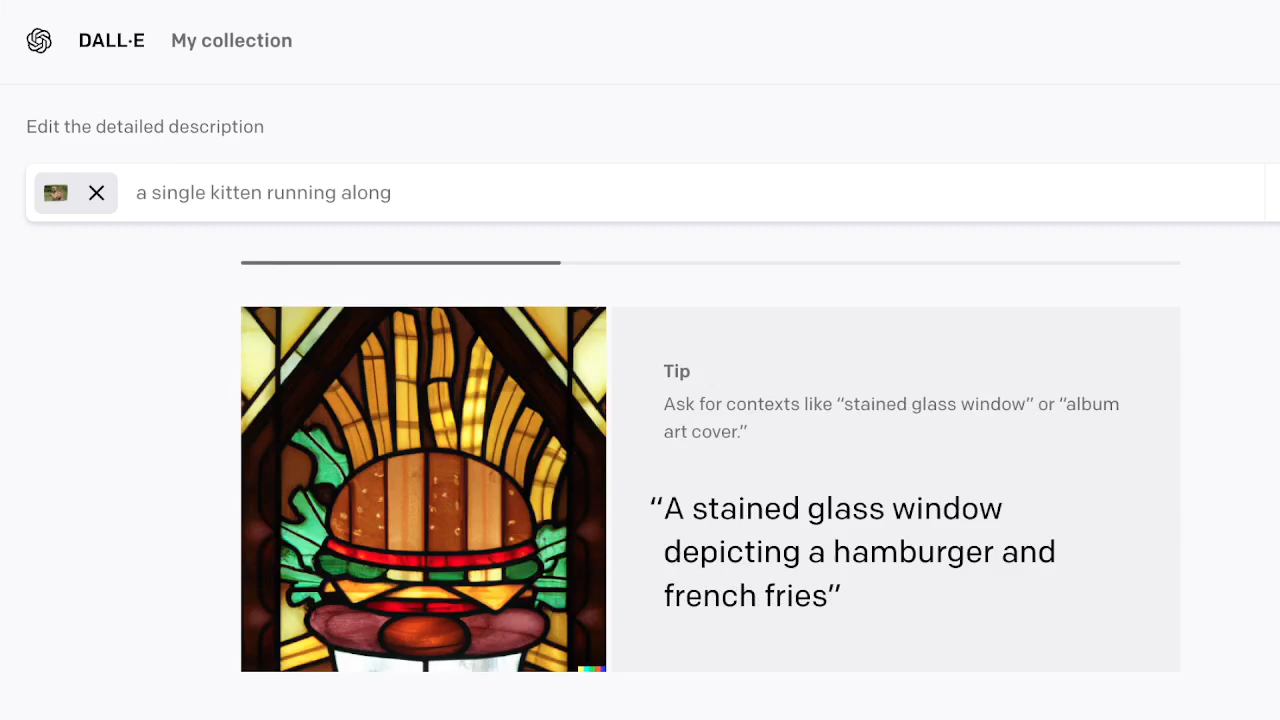 DALL·E My collection
Edit the detailed description
a single kitten running along
Tip
Ask for contexts like “stained glass window” or “album
art cover.”
“A stained glass window
depicting a hamburger and
french fries”